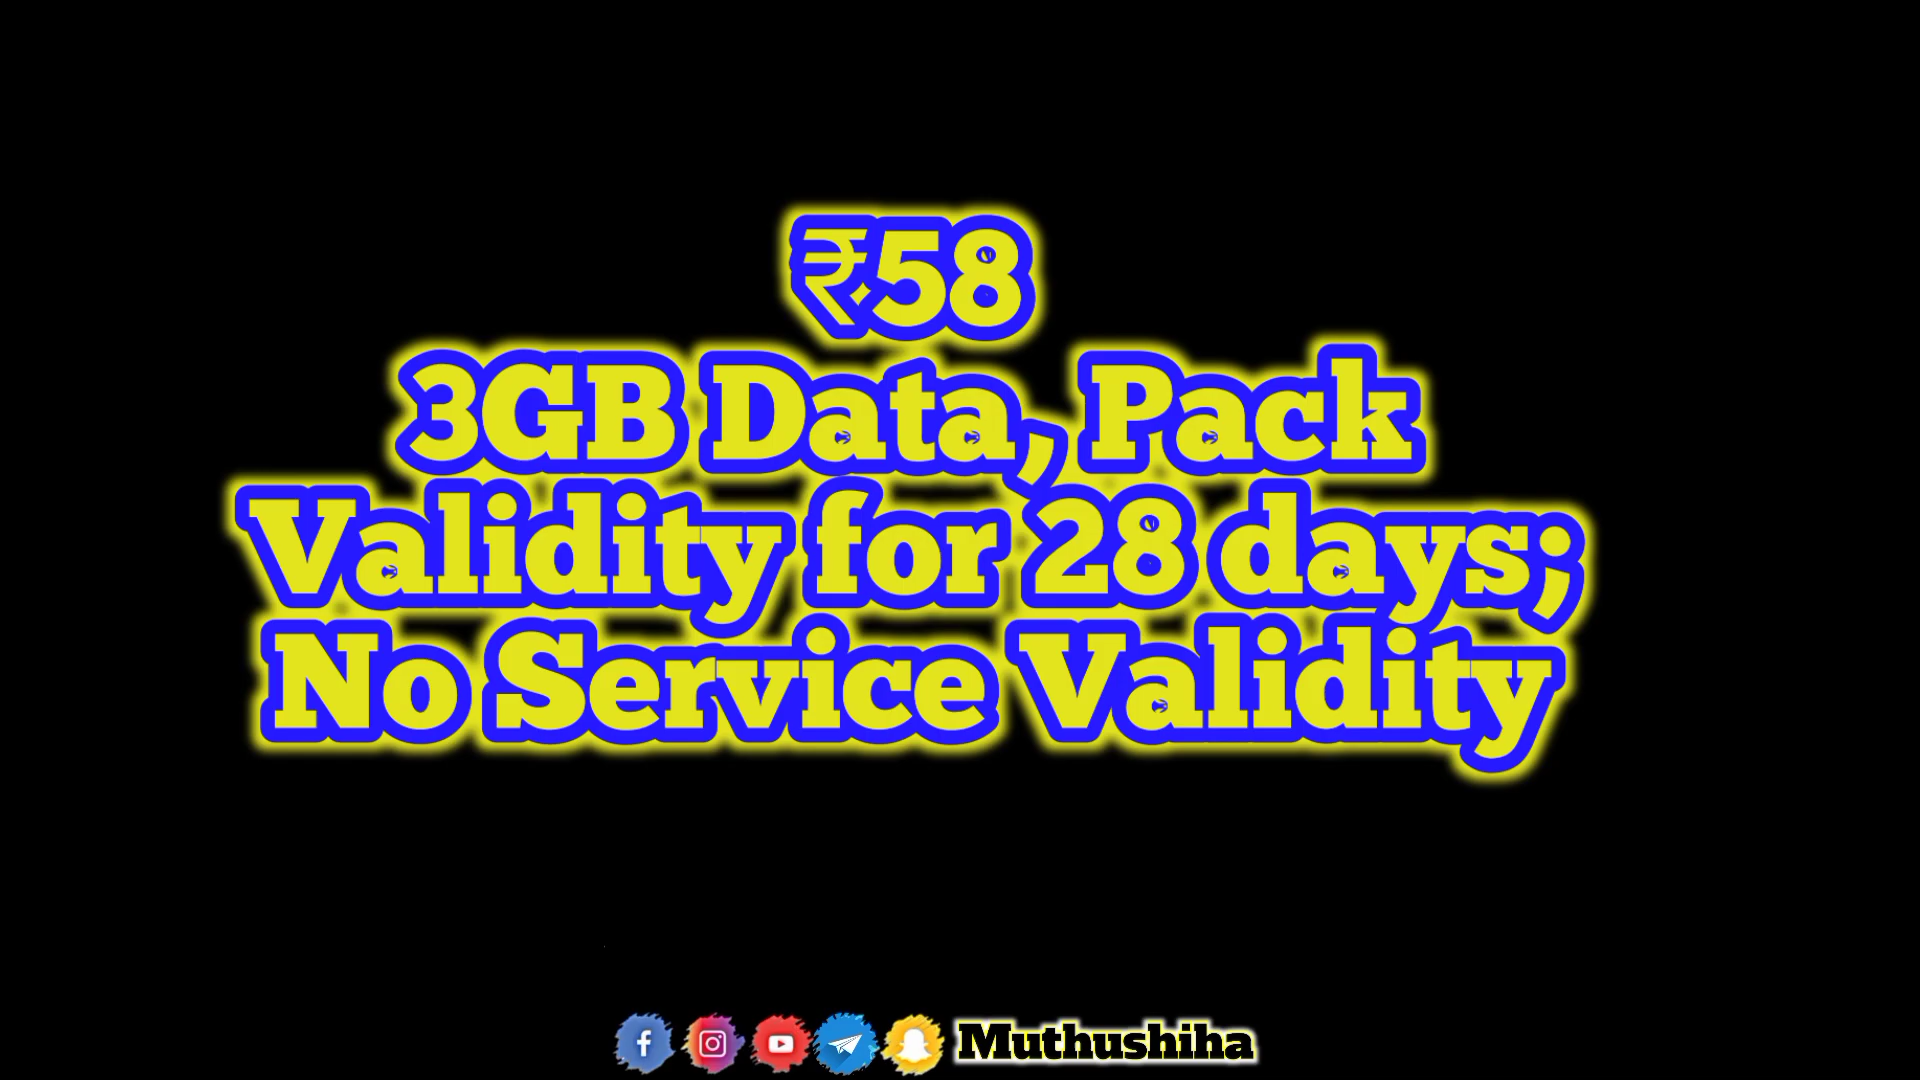 ₹.58
3GB Data, Pack
Validity for 28 days;
No Service Validity
Muthushiha